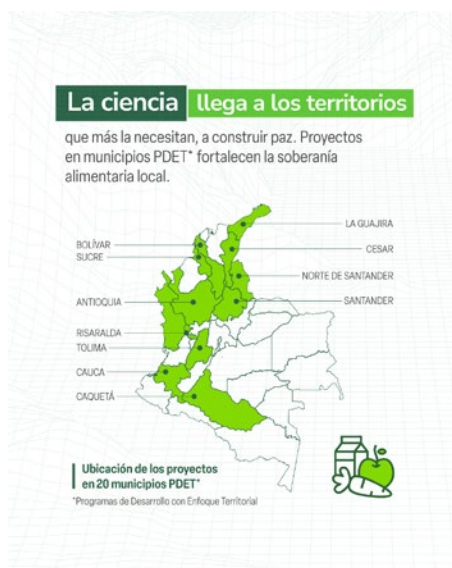 La ciencia llega a los territorios
que más la necesitan, a construir paz. Proyectos
en municipios PDET* fortalecen la soberanía
alimentaria local.
LA GUAJIRA
BOLÍVAR
CESAR
SUCRE
NORTE DE SANTANDER
ANTIOQUIA
SANTANDER
RISARALDA
TOLIMA
CAUCA
CAQUETÁ
Ubicación de los proyectos
en 20 municipios PDET*
*Programas de Desarrollo con Enfoque Territorial